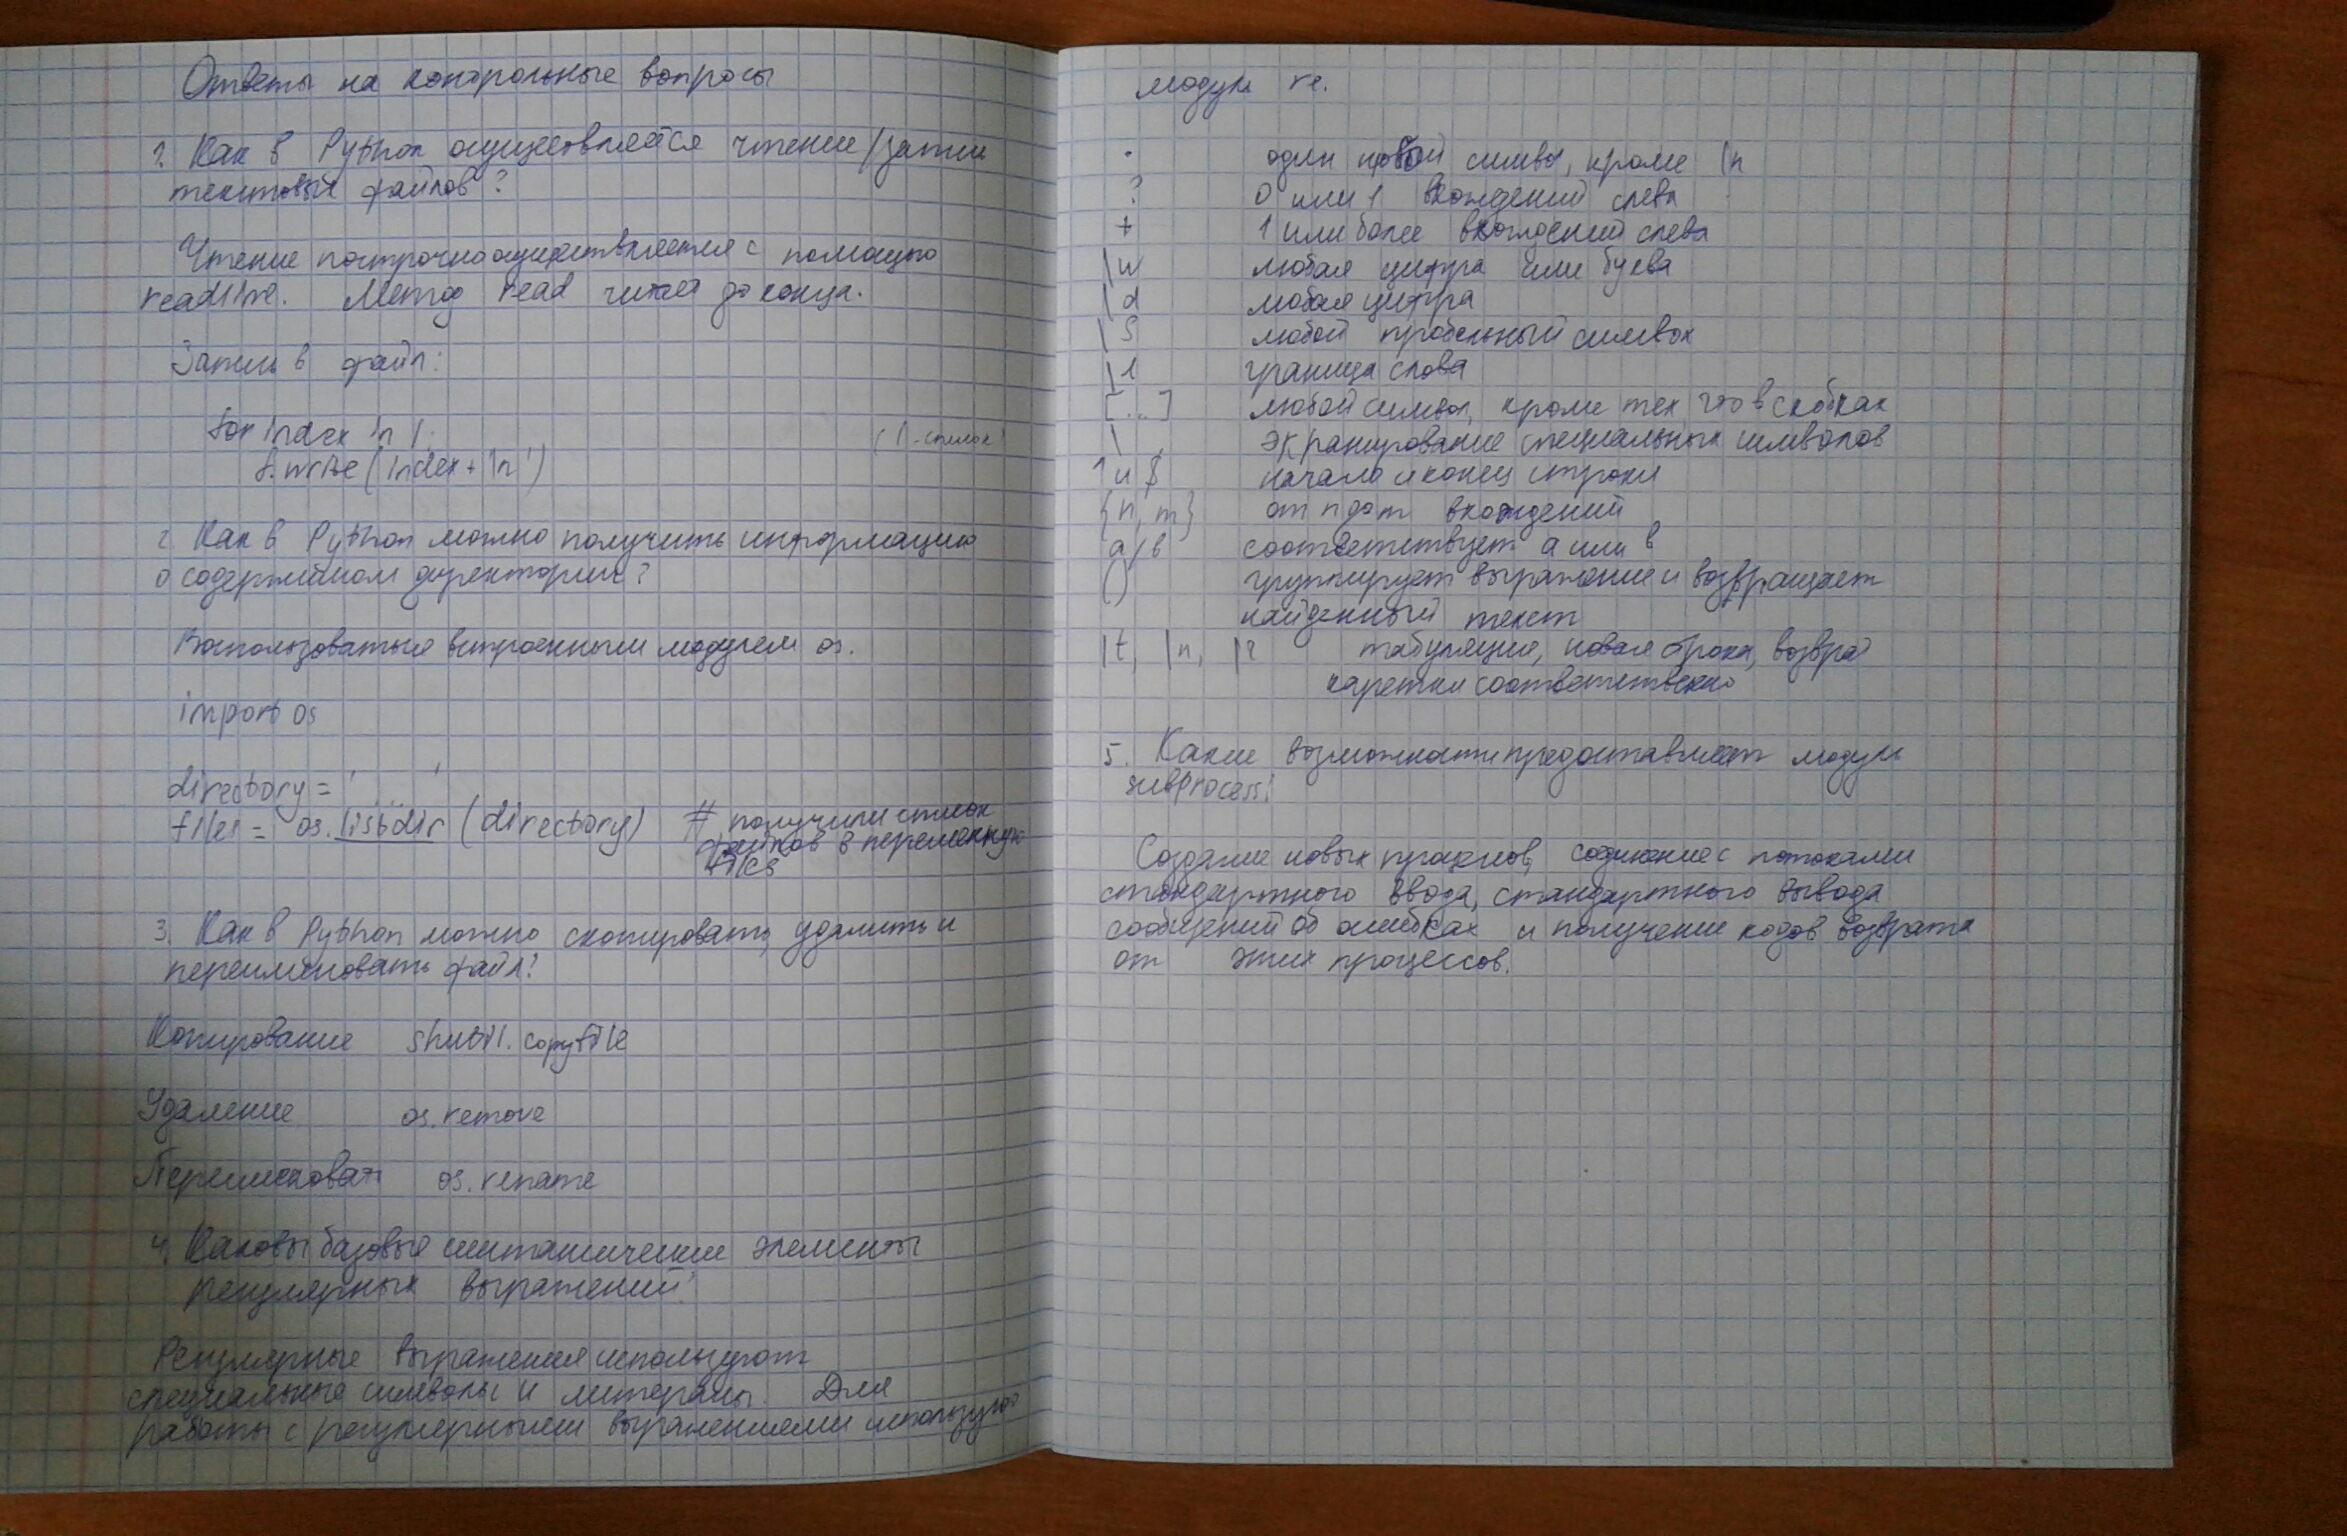 Ответы на контрольные вопросы
1. Как в Python осуществляется чтение/запись
текстовых файлов?
Чтение построчно осуществляется с помощью
readline. Метод read читает до конца.
Запись в файл:
for index in l:
(l - список)
f.write(index + '\n')
2. Как в Python можно получить информацию
о содержимом директории?
Воспользоваться встроенным модулем os.
import os
directory = '......'
files = os.listdir (directory) # получили список
файлов в переменную
files
3. Как в Python можно скопировать, удалить и
переименовать файл?
Копирование shutil.copyfile
Удаление os.remove
Переименовать os.rename
4. Каковы базовые синтаксические элементы
регулярных выражений?
Регулярные выражения используют
специальные символы и литералы. Для
работы с регулярными выражениями используют
модуль re.
. один любой символ, кроме \n
? 0 или 1 вхождений слева
+ 1 или более вхождений слева
\w любая цифра или буква
\d любая цифра
\s любой пробельный символ
граница слова
[...] любой символ, кроме тех что в скобках
\ экранирование специальных символов
^ и $ начало и конец строки
{n, m} от n до m вхождений
a|b соответствует a или b
() группирует выражение и возвращает
найденный текст
\t, \n, \r табуляция, новая строка, возврат
каретки соответственно
5. Какие возможности предоставляет модуль
subprocess?
Создание новых процессов, соединение с потоками
стандартного ввода, стандартного вывода
сообщений об ошибках и получение кодов возврата
от этих процессов.